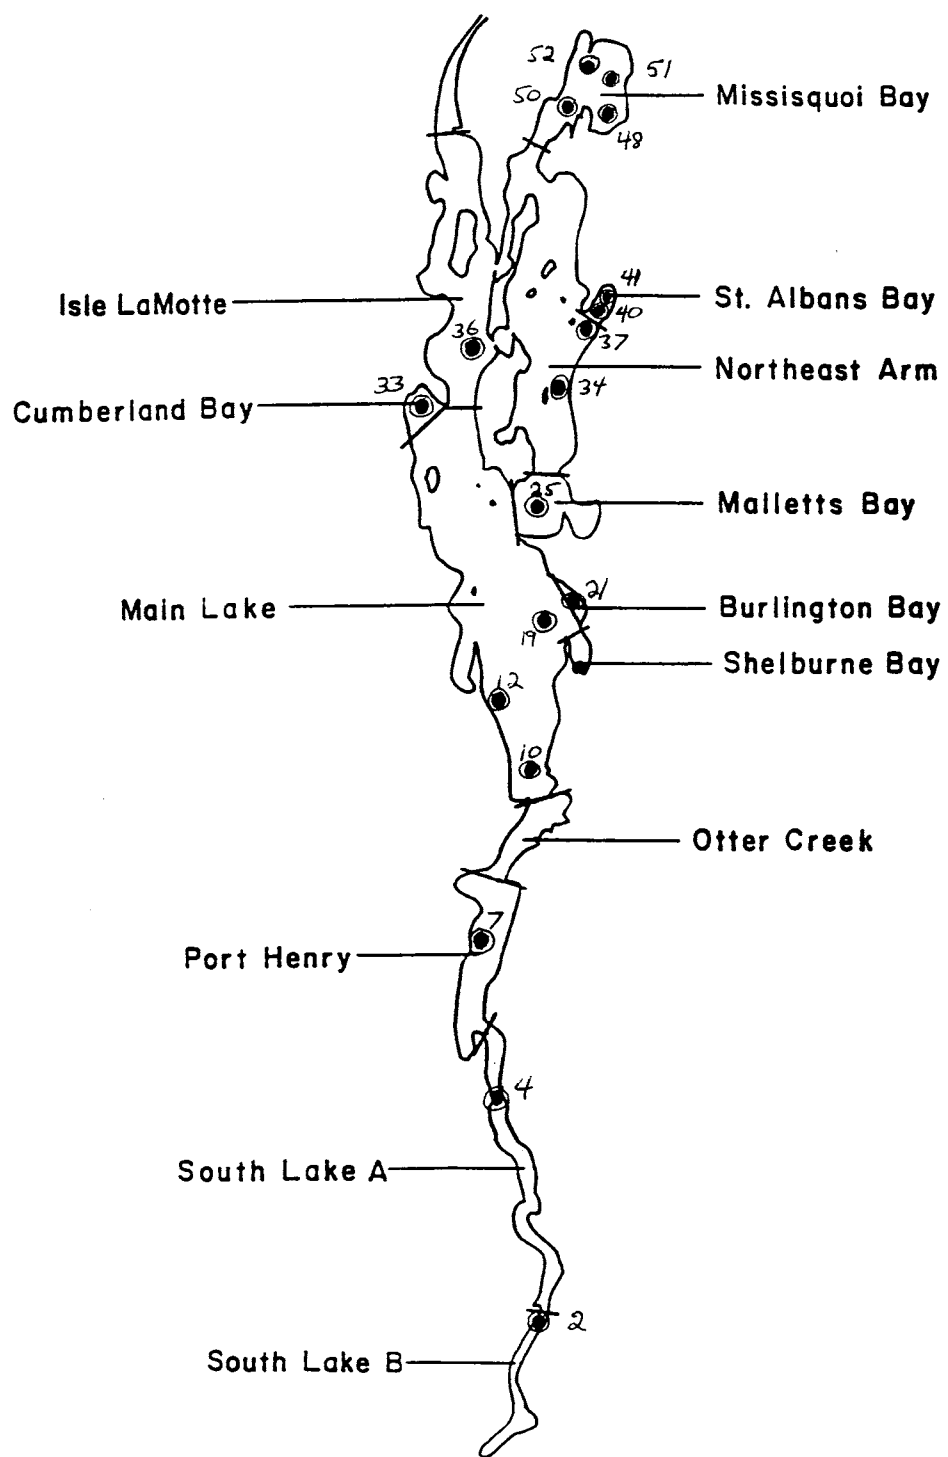 52
51
Missisquoi Bay
50
48
41
St. Albans Bay
Isle LaMotte
40
36
37
Northeast Arm
33
34
Cumberland Bay
25
Malletts Bay
21
Main Lake
Burlington Bay
19
Shelburne Bay
12
10
Otter Creek
7
Port Henry
4
South Lake A
2
South Lake B